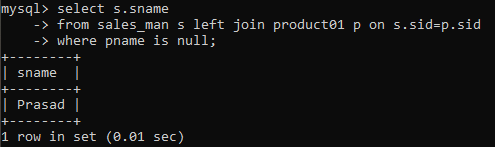 mysql> select s.sname
    -> from sales_man s left join product01 p on s.sid=p.sid
    -> where pname is null;
+--------+
| sname  |
+--------+
| Prasad |
+--------+
1 row in set (0.01 sec)